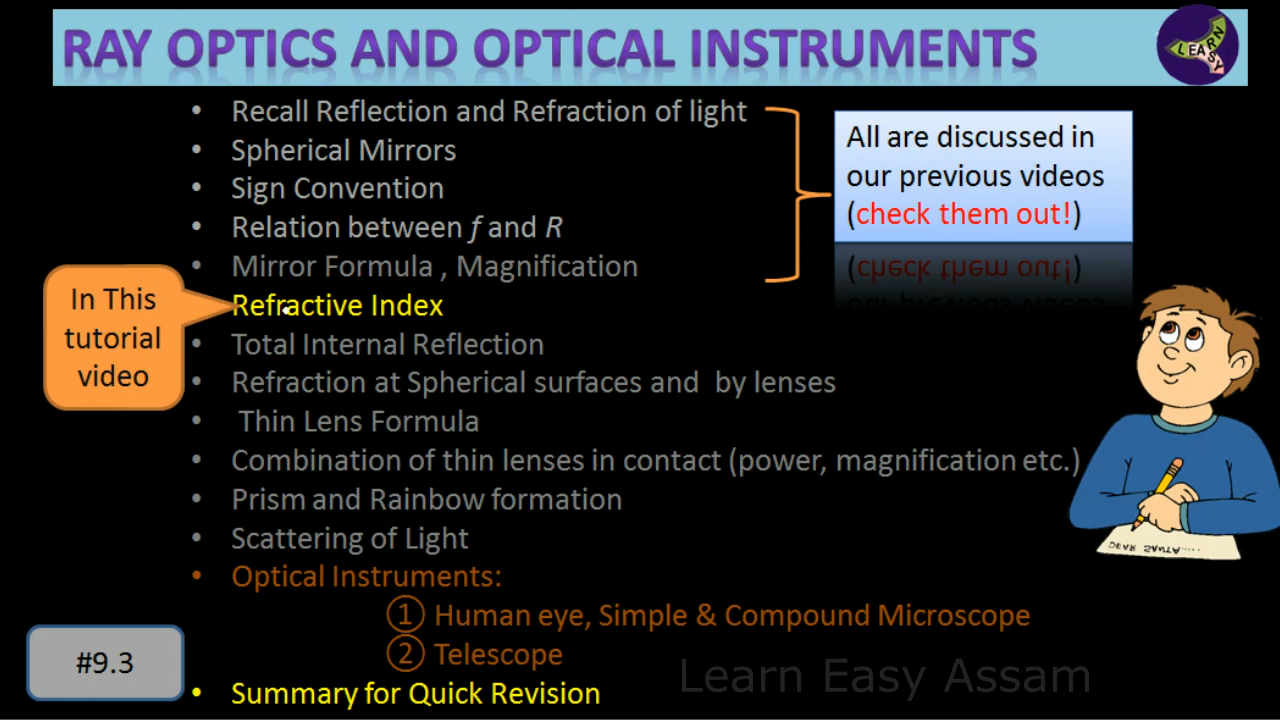 RAY OPTICS AND OPTICAL INSTRUMENTS
LEARN
EASY
• Recall Reflection and Refraction of light
• Spherical Mirrors
• Sign Convention
• Relation between f and R
• Mirror Formula , Magnification
All are discussed in
our previous videos
(check them out!)
In This
tutorial
video
Refractive Index
• Total Internal Reflection
• Refraction at Spherical surfaces and by lenses
• Thin Lens Formula
• Combination of thin lenses in contact (power, magnification etc.)
• Prism and Rainbow formation
• Scattering of Light
• Optical Instruments:
① Human eye, Simple & Compound Microscope
② Telescope
• Summary for Quick Revision
DEAR SANTA.....
#9.3
Learn Easy Assam